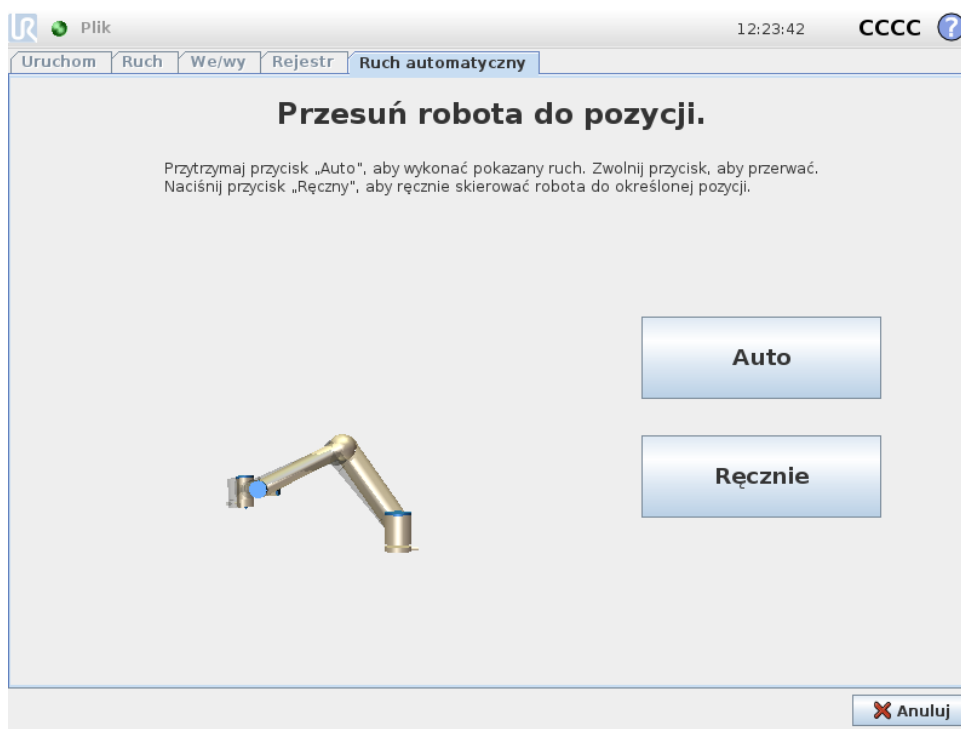 UR Plik 12:23:42 CCCC ?
Uruchom Ruch We/wy Rejestr Ruch automatyczny
Przesuń robota do pozycji.
Przytrzymaj przycisk „Auto”, aby wykonać pokazany ruch. Zwolnij przycisk, aby przerwać.
Naciśnij przycisk „Ręczny”, aby ręcznie skierować robota do określonej pozycji.
Auto
Ręcznie
Anuluj